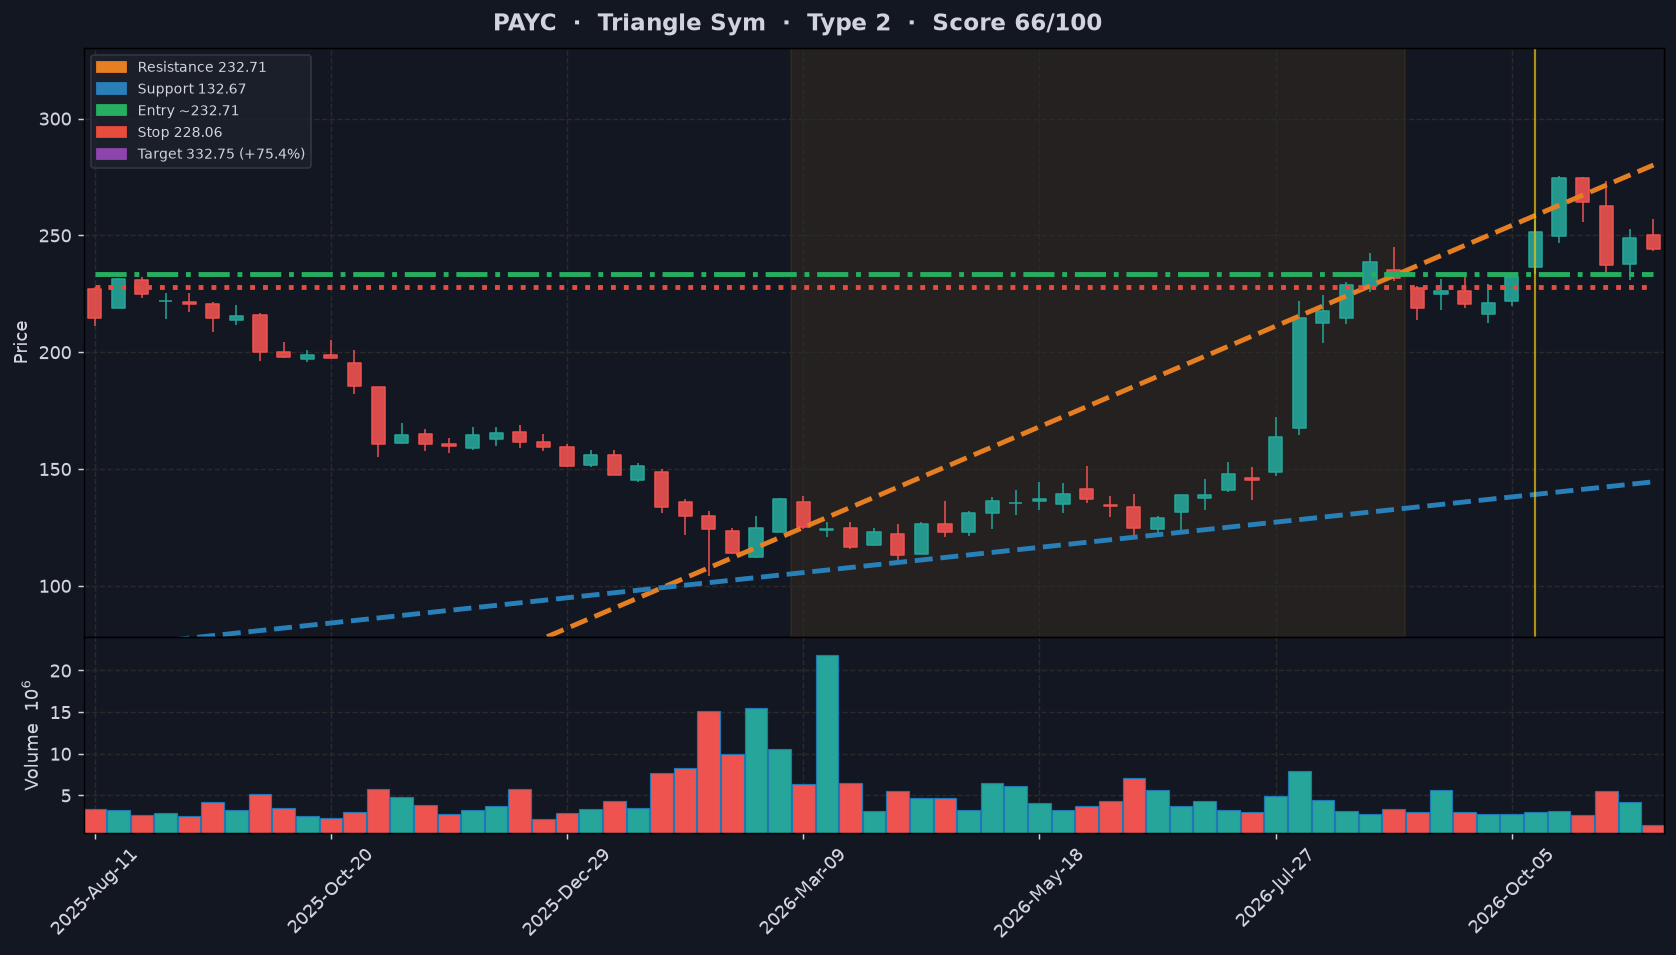 PAYC · Triangle Sym · Type 2 · Score 66/100
Resistance 232.71
Support 132.67
Entry ~232.71
Stop 228.06
Target 332.75 (+75.4%)
Price
300
250
200
150
100
Volume 10⁶
20
15
10
5
2025-Aug-11
2025-Oct-20
2025-Dec-29
2026-Mar-09
2026-May-18
2026-Jul-27
2026-Oct-05